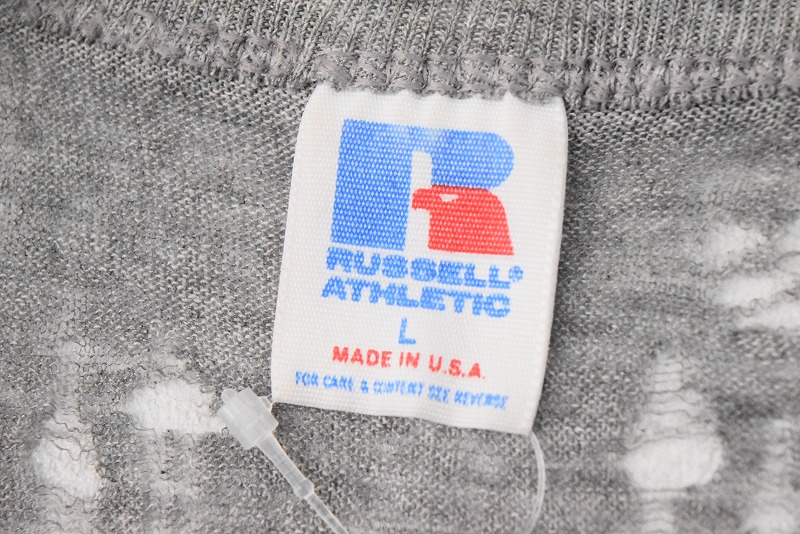 RUSSELL®
ATHLETIC
L
MADE IN U.S.A.
FOR CARE & CONTENT SEE REVERSE